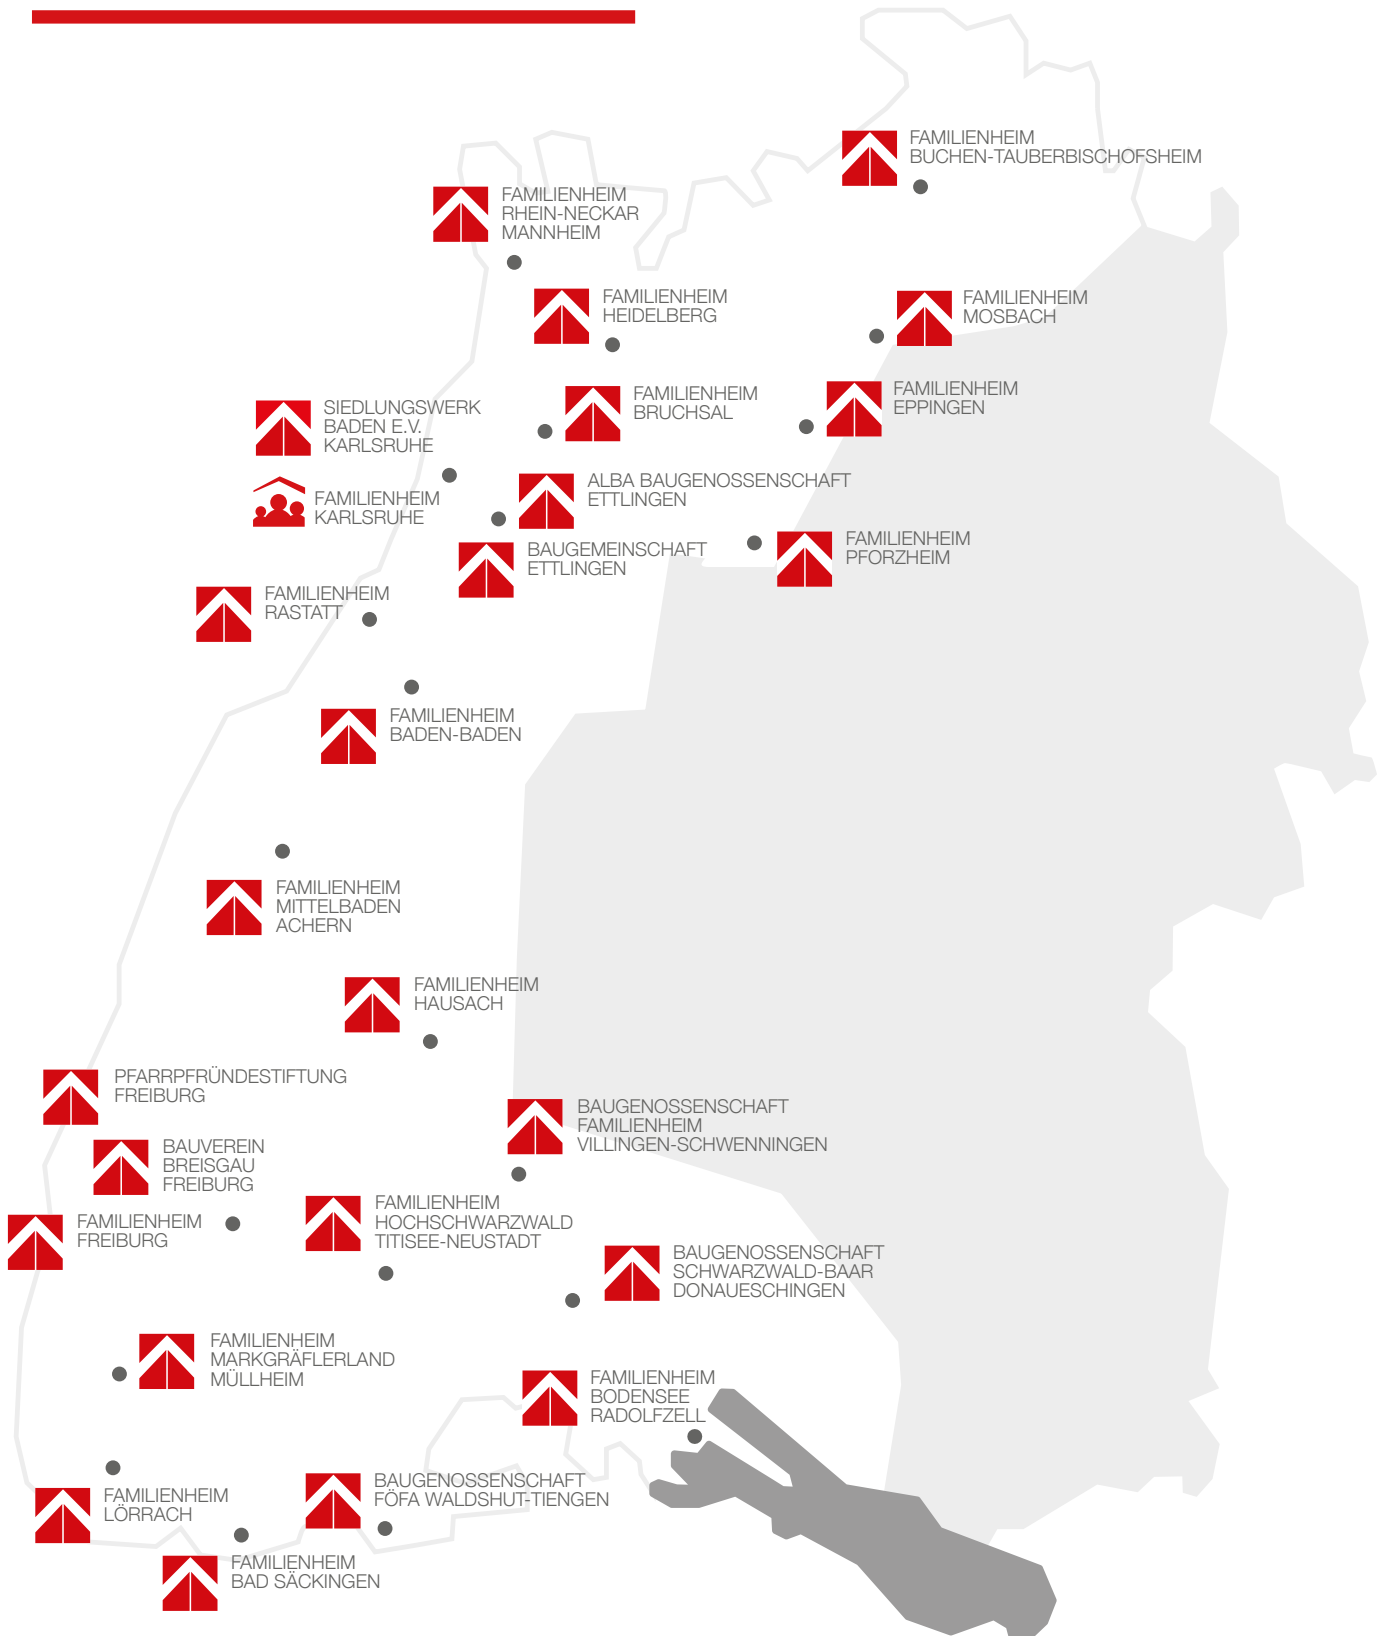 FAMILIENHEIM
BUCHEN-TAUBERBISCHOFSHEIM
FAMILIENHEIM
RHEIN-NECKAR
MANNHEIM
FAMILIENHEIM
HEIDELBERG
FAMILIENHEIM
MOSBACH
FAMILIENHEIM
BRUCHSAL
FAMILIENHEIM
EPPINGEN
SIEDLUNGSWERK
BADEN E.V.
KARLSRUHE
FAMILIENHEIM
KARLSRUHE
ALBA BAUGENOSSENSCHAFT
ETTLINGEN
BAUGEMEINSCHAFT
ETTLINGEN
FAMILIENHEIM
PFORZHEIM
FAMILIENHEIM
RASTATT
FAMILIENHEIM
BADEN-BADEN
FAMILIENHEIM
MITTELBADEN
ACHERN
FAMILIENHEIM
HAUSACH
PFARRPFRÜNDESTIFTUNG
FREIBURG
BAUGENOSSENSCHAFT
FAMILIENHEIM
VILLINGEN-SCHWENNINGEN
BAUVEREIN
BREISGAU
FREIBURG
FAMILIENHEIM
FREIBURG
FAMILIENHEIM
HOCHSCHWARZWALD
TITISEE-NEUSTADT
BAUGENOSSENSCHAFT
SCHWARZWALD-BAAR
DONAUESCHINGEN
FAMILIENHEIM
MARKGRÄFLERLAND
MÜLLHEIM
FAMILIENHEIM
BODENSEE
RADOLFZELL
FAMILIENHEIM
LÖRRACH
BAUGENOSSENSCHAFT
FÖFA WALDSHUT-TIENGEN
FAMILIENHEIM
BAD SÄCKINGEN